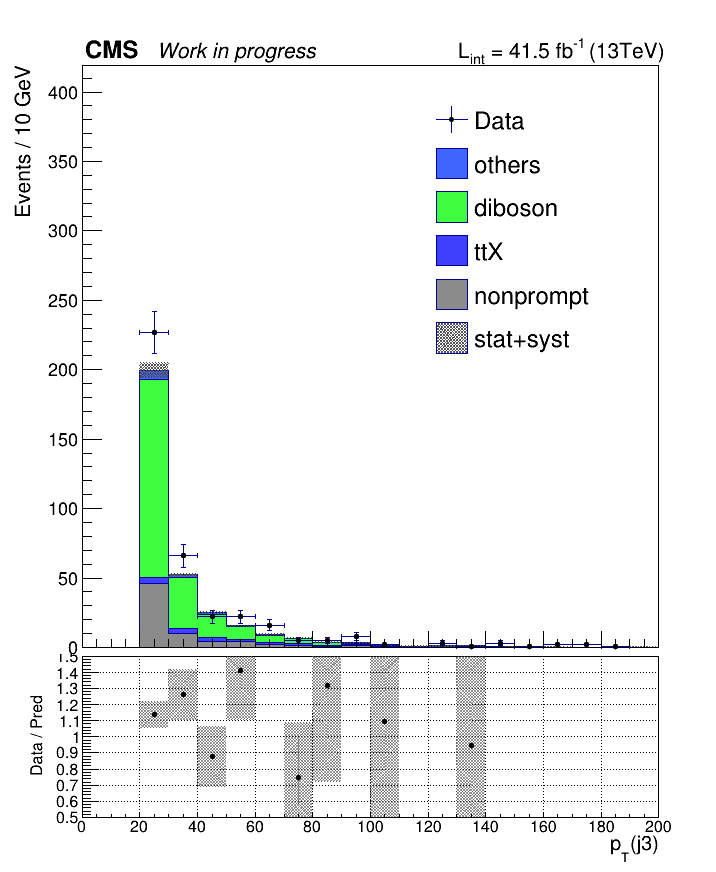 CMS Work in progress L_int = 41.5 fb^-1 (13TeV)
Events / 10 GeV
400
350
300
250
200
150
100
50
0
Data
others
diboson
ttX
nonprompt
stat+syst
Data / Pred
1.5
1.4
1.3
1.2
1.1
1
0.9
0.8
0.7
0.6
0.5
0 20 40 60 80 100 120 140 160 180 200
p_T(j3)